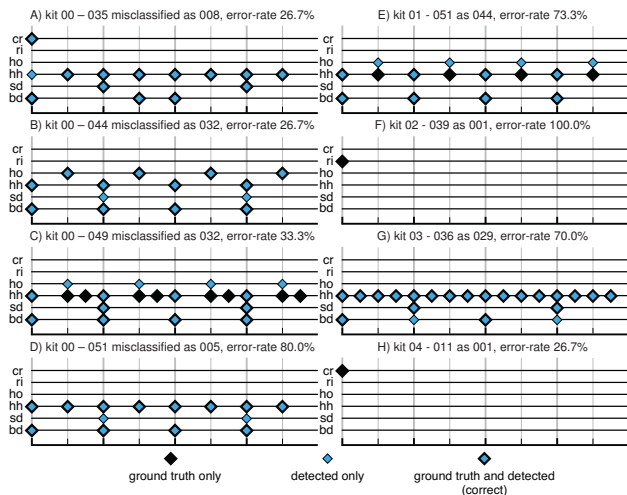 A) kit 00 – 035 misclassified as 008, error-rate 26.7%
cr
ri
ho
hh
sd
bd
B) kit 00 – 044 misclassified as 032, error-rate 26.7%
cr
ri
ho
hh
sd
bd
C) kit 00 – 049 misclassified as 032, error-rate 33.3%
cr
ri
ho
hh
sd
bd
D) kit 00 – 051 misclassified as 005, error-rate 80.0%
cr
ri
ho
hh
sd
bd
E) kit 01 - 051 as 044, error-rate 73.3%
cr
ri
ho
hh
sd
bd
F) kit 02 - 039 as 001, error-rate 100.0%
cr
ri
ho
hh
sd
bd
G) kit 03 - 036 as 029, error-rate 70.0%
cr
ri
ho
hh
sd
bd
H) kit 04 - 011 as 001, error-rate 26.7%
cr
ri
ho
hh
sd
bd
ground truth only
detected only
ground truth and detected
(correct)